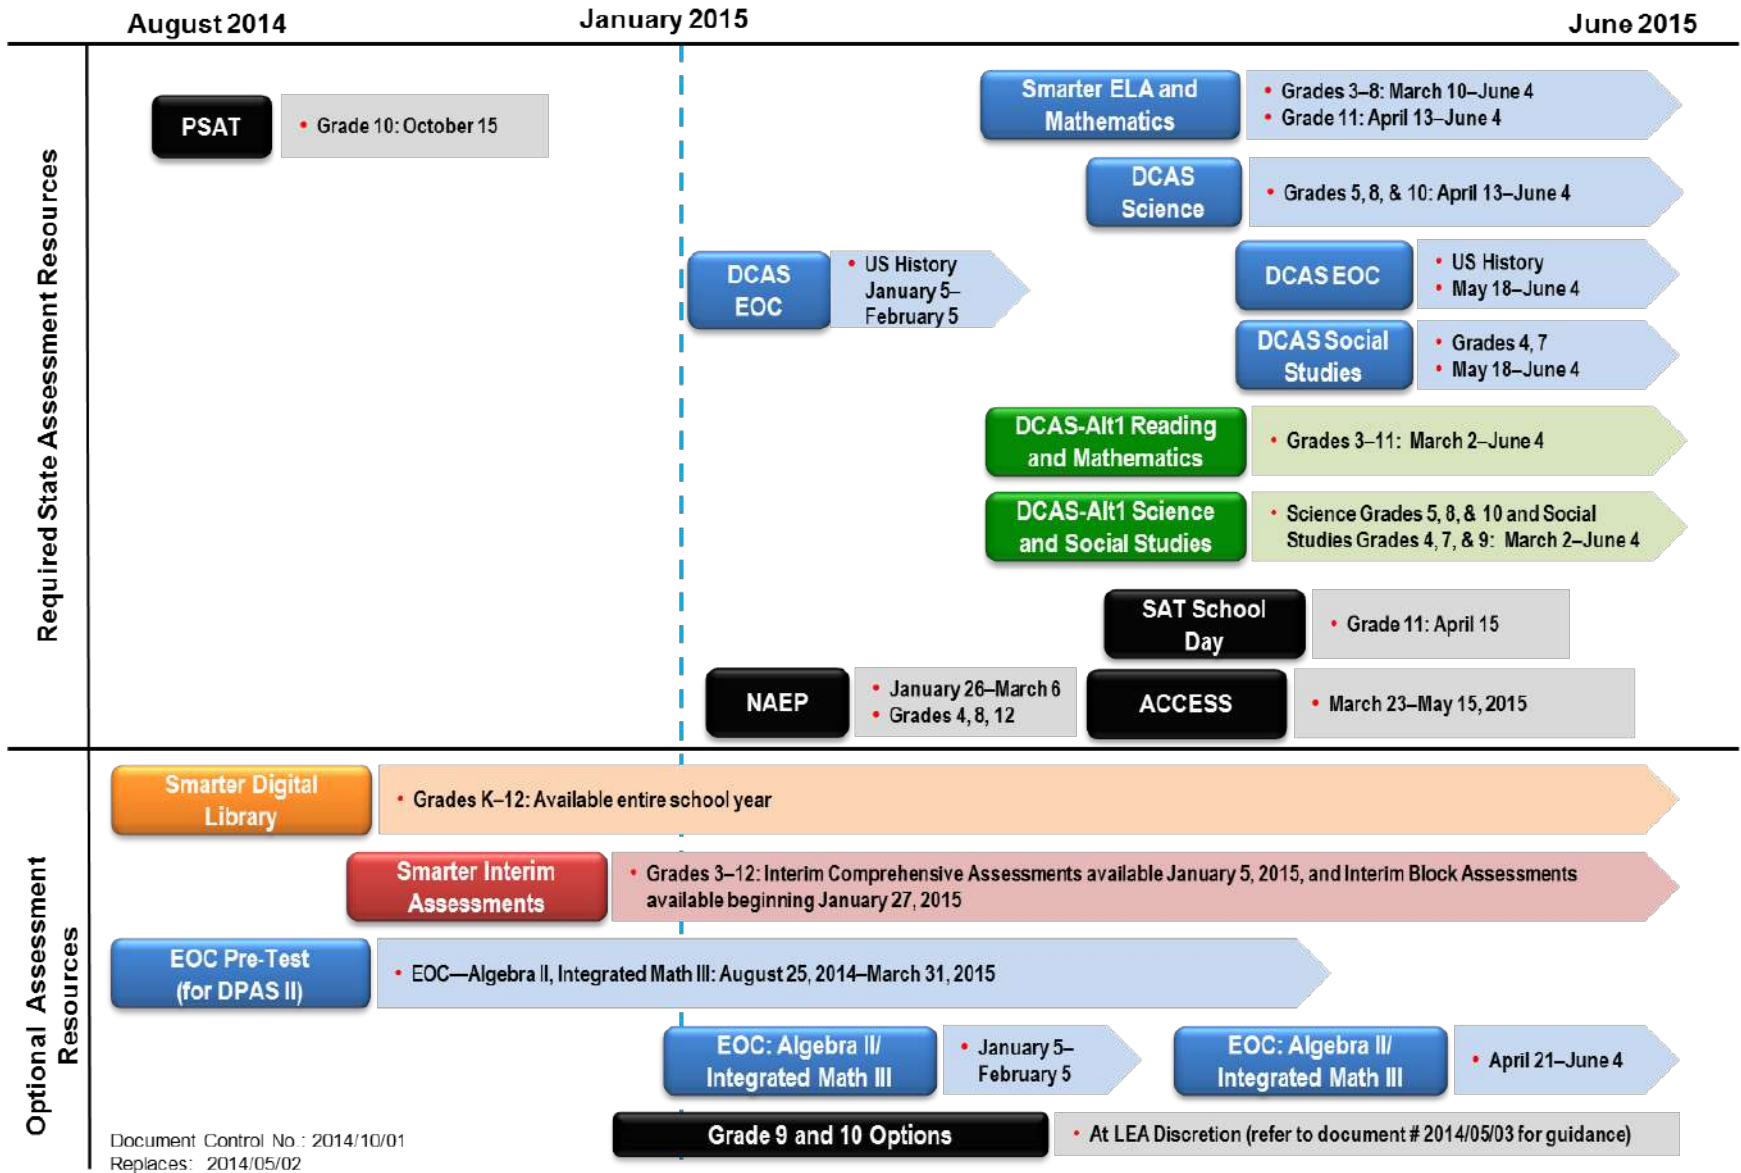 August 2014
January 2015
June 2015
Required State Assessment Resources
PSAT
• Grade 10: October 15
Smarter ELA and
Mathematics
• Grades 3–8: March 10–June 4
• Grade 11: April 13–June 4
DCAS
Science
• Grades 5, 8, & 10: April 13–June 4
DCAS
EOC
• US History
January 5–
February 5
DCAS EOC
• US History
• May 18–June 4
DCAS Social
Studies
• Grades 4, 7
• May 18–June 4
DCAS-Alt1 Reading
and Mathematics
• Grades 3–11: March 2–June 4
DCAS-Alt1 Science
and Social Studies
• Science Grades 5, 8, & 10 and Social
Studies Grades 4, 7, & 9: March 2–June 4
SAT School
Day
• Grade 11: April 15
NAEP
• January 26–March 6
• Grades 4, 8, 12
ACCESS
• March 23–May 15, 2015
Optional Assessment
Resources
Smarter Digital
Library
• Grades K–12: Available entire school year
Smarter Interim
Assessments
• Grades 3–12: Interim Comprehensive Assessments available January 5, 2015, and Interim Block Assessments
available beginning January 27, 2015
EOC Pre-Test
(for DPAS II)
• EOC—Algebra II, Integrated Math III: August 25, 2014–March 31, 2015
EOC: Algebra II/
Integrated Math III
• January 5–
February 5
EOC: Algebra II/
Integrated Math III
• April 21–June 4
Grade 9 and 10 Options
• At LEA Discretion (refer to document # 2014/05/03 for guidance)
Document Control No.: 2014/10/01
Replaces: 2014/05/02